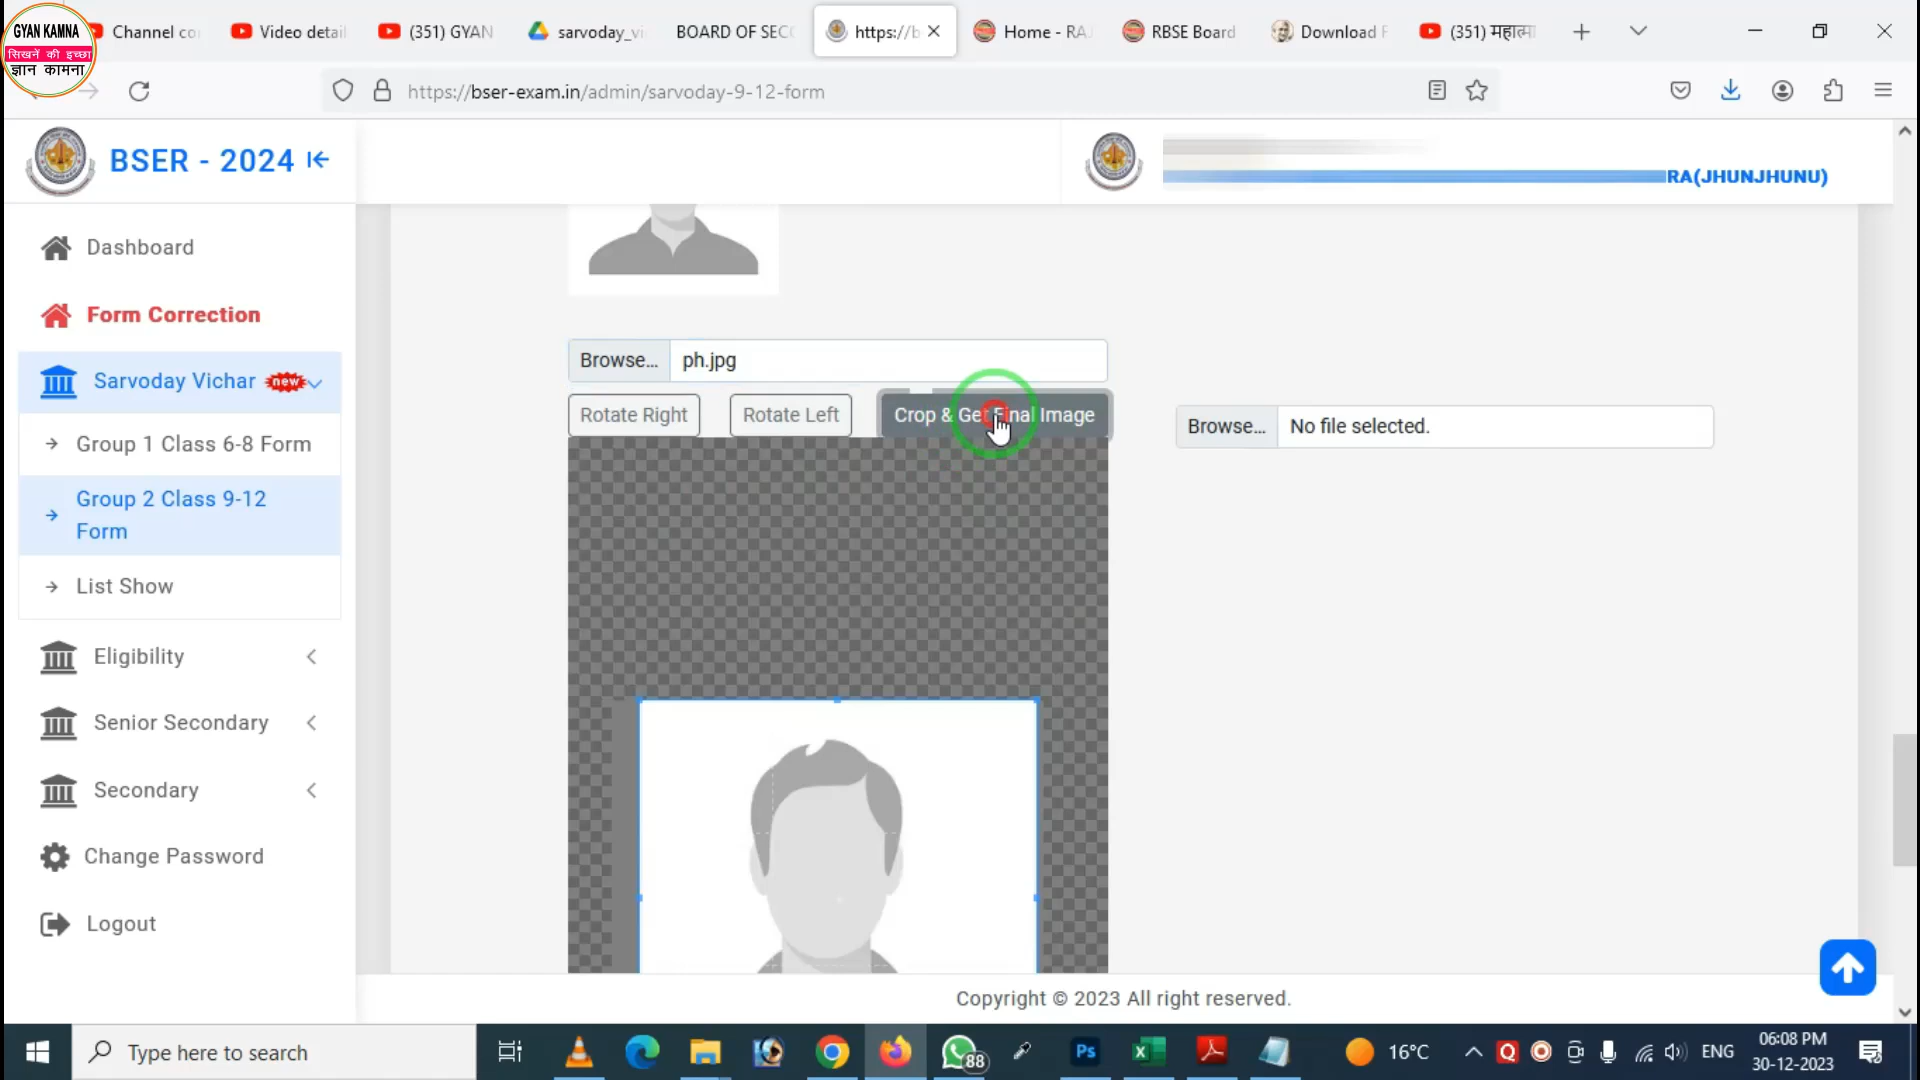 GYAN KAMNA
सिखनें की इच्छा
ज्ञान कामना
Channel co
Video detail
(351) GYAN
sarvoday_vi
BOARD OF SEC
https://b
Home - RA
RBSE Board
Download F
(351) महात्मा
https://bser-exam.in/admin/sarvoday-9-12-form
BSER - 2024
RA(JHUNJHUNU)
Dashboard
Form Correction
Sarvoday Vichar new
Group 1 Class 6-8 Form
Group 2 Class 9-12
Form
List Show
Eligibility
Senior Secondary
Secondary
Change Password
Logout
Browse... ph.jpg
Rotate Right
Rotate Left
Crop & Get Final Image
Browse... No file selected.
Copyright © 2023 All right reserved.
Type here to search
88
Ps
16°C
ENG
06:08 PM
30-12-2023